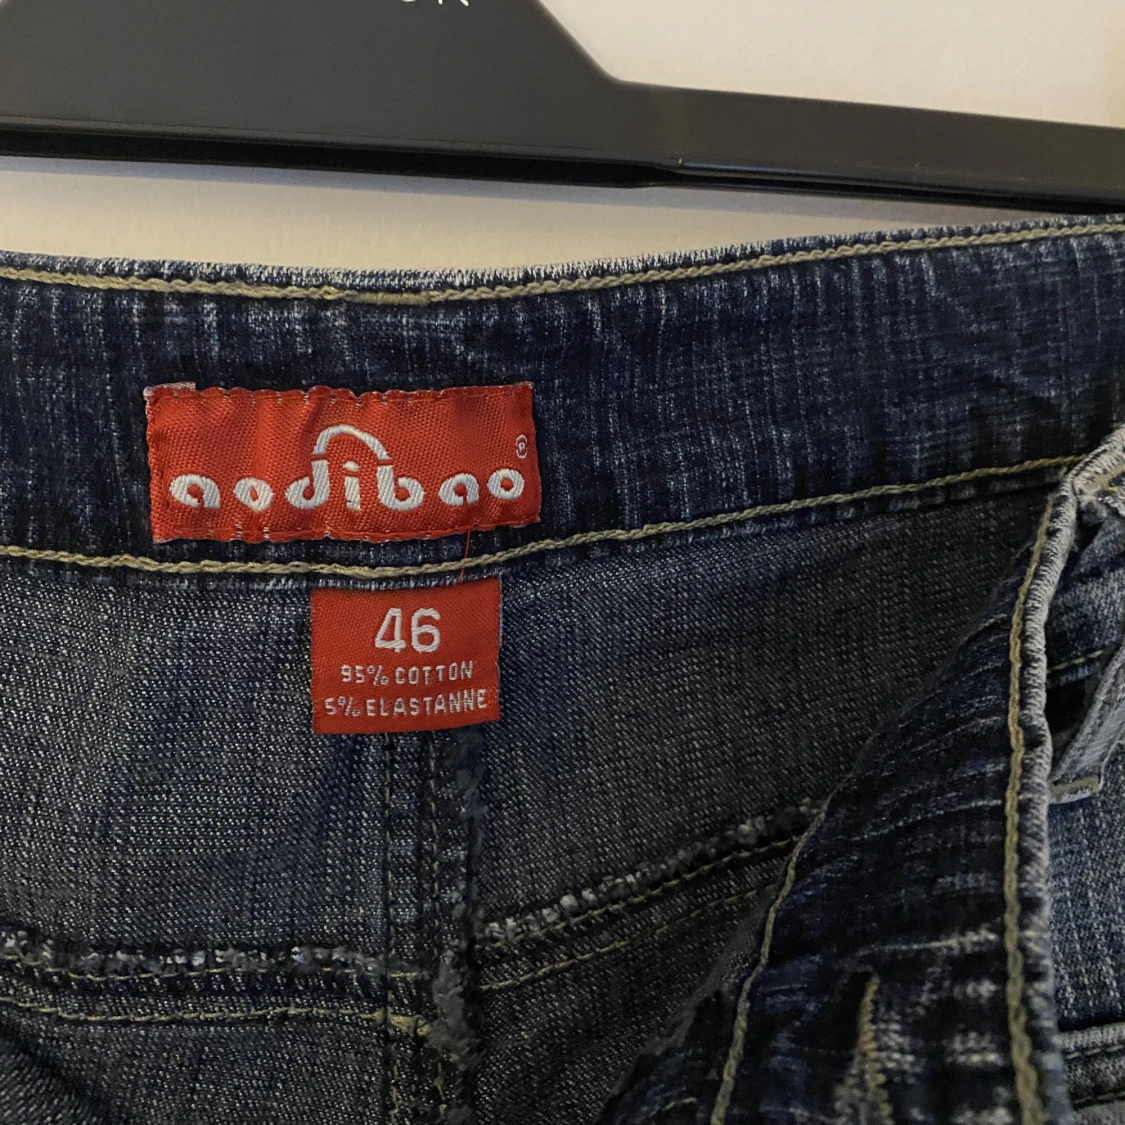 aodibao®
46
95% COTTON
5% ELASTANNE